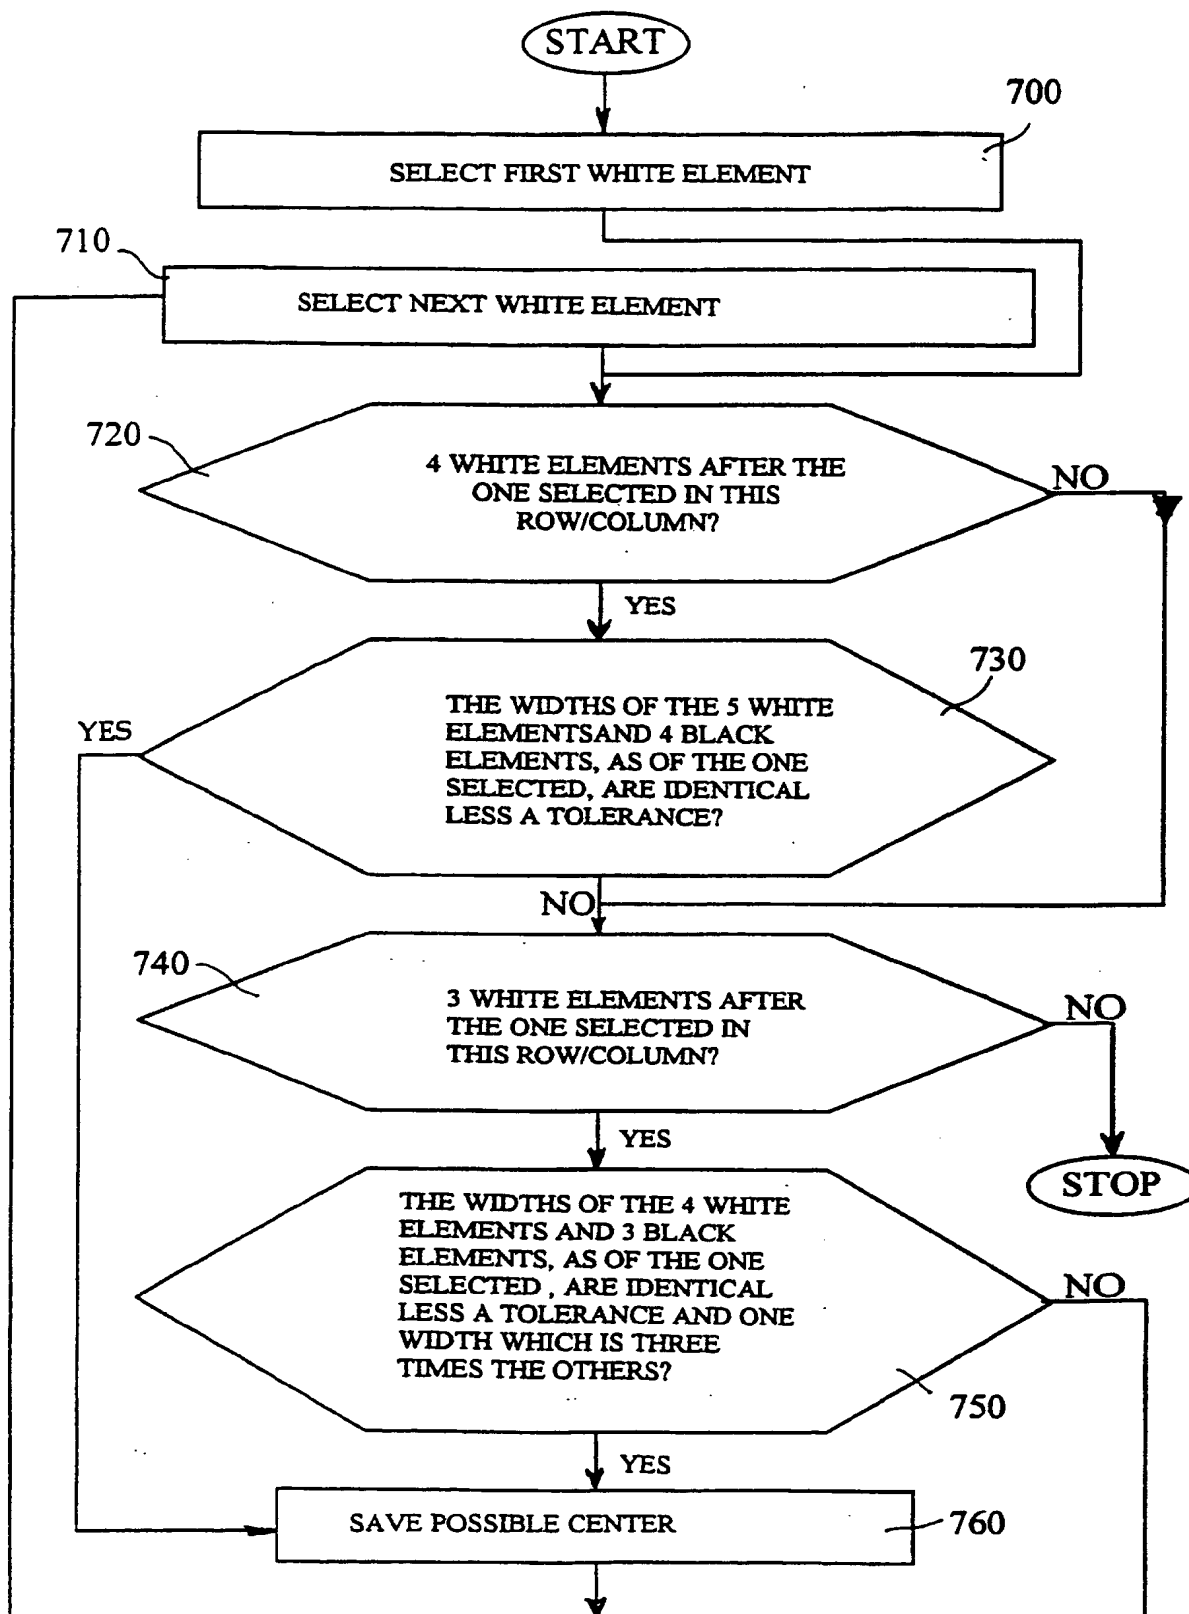 START
700
SELECT FIRST WHITE ELEMENT
710
SELECT NEXT WHITE ELEMENT
720
4 WHITE ELEMENTS AFTER THE
ONE SELECTED IN THIS
ROW/COLUMN?
NO
YES
730
THE WIDTHS OF THE 5 WHITE
ELEMENTSAND 4 BLACK
ELEMENTS, AS OF THE ONE
SELECTED, ARE IDENTICAL
LESS A TOLERANCE?
YES
NO
740
3 WHITE ELEMENTS AFTER
THE ONE SELECTED IN
THIS ROW/COLUMN?
NO
YES
STOP
THE WIDTHS OF THE 4 WHITE
ELEMENTS AND 3 BLACK
ELEMENTS, AS OF THE ONE
SELECTED , ARE IDENTICAL
LESS A TOLERANCE AND ONE
WIDTH WHICH IS THREE
TIMES THE OTHERS?
NO
750
YES
SAVE POSSIBLE CENTER
760